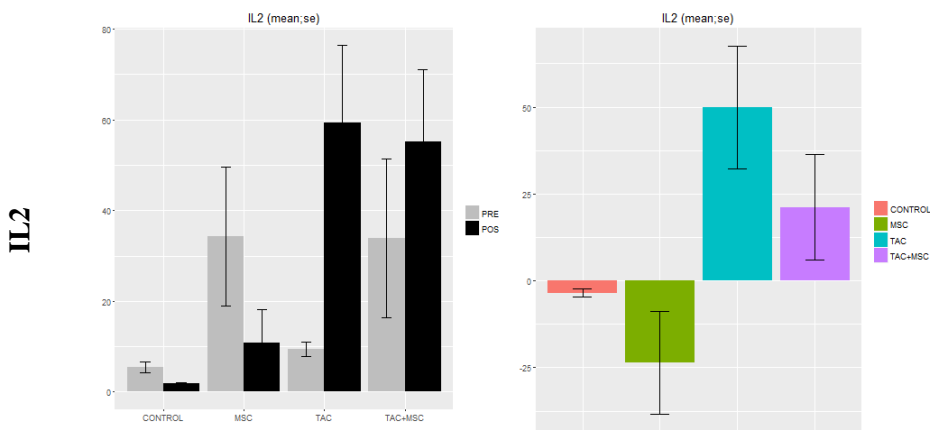 IL2
IL2 (mean;se)
80
60
40
20
0
CONTROL MSC TAC TAC+MSC
PRE
POS
IL2 (mean;se)
50
25
0
-25
CONTROL
MSC
TAC
TAC+MSC